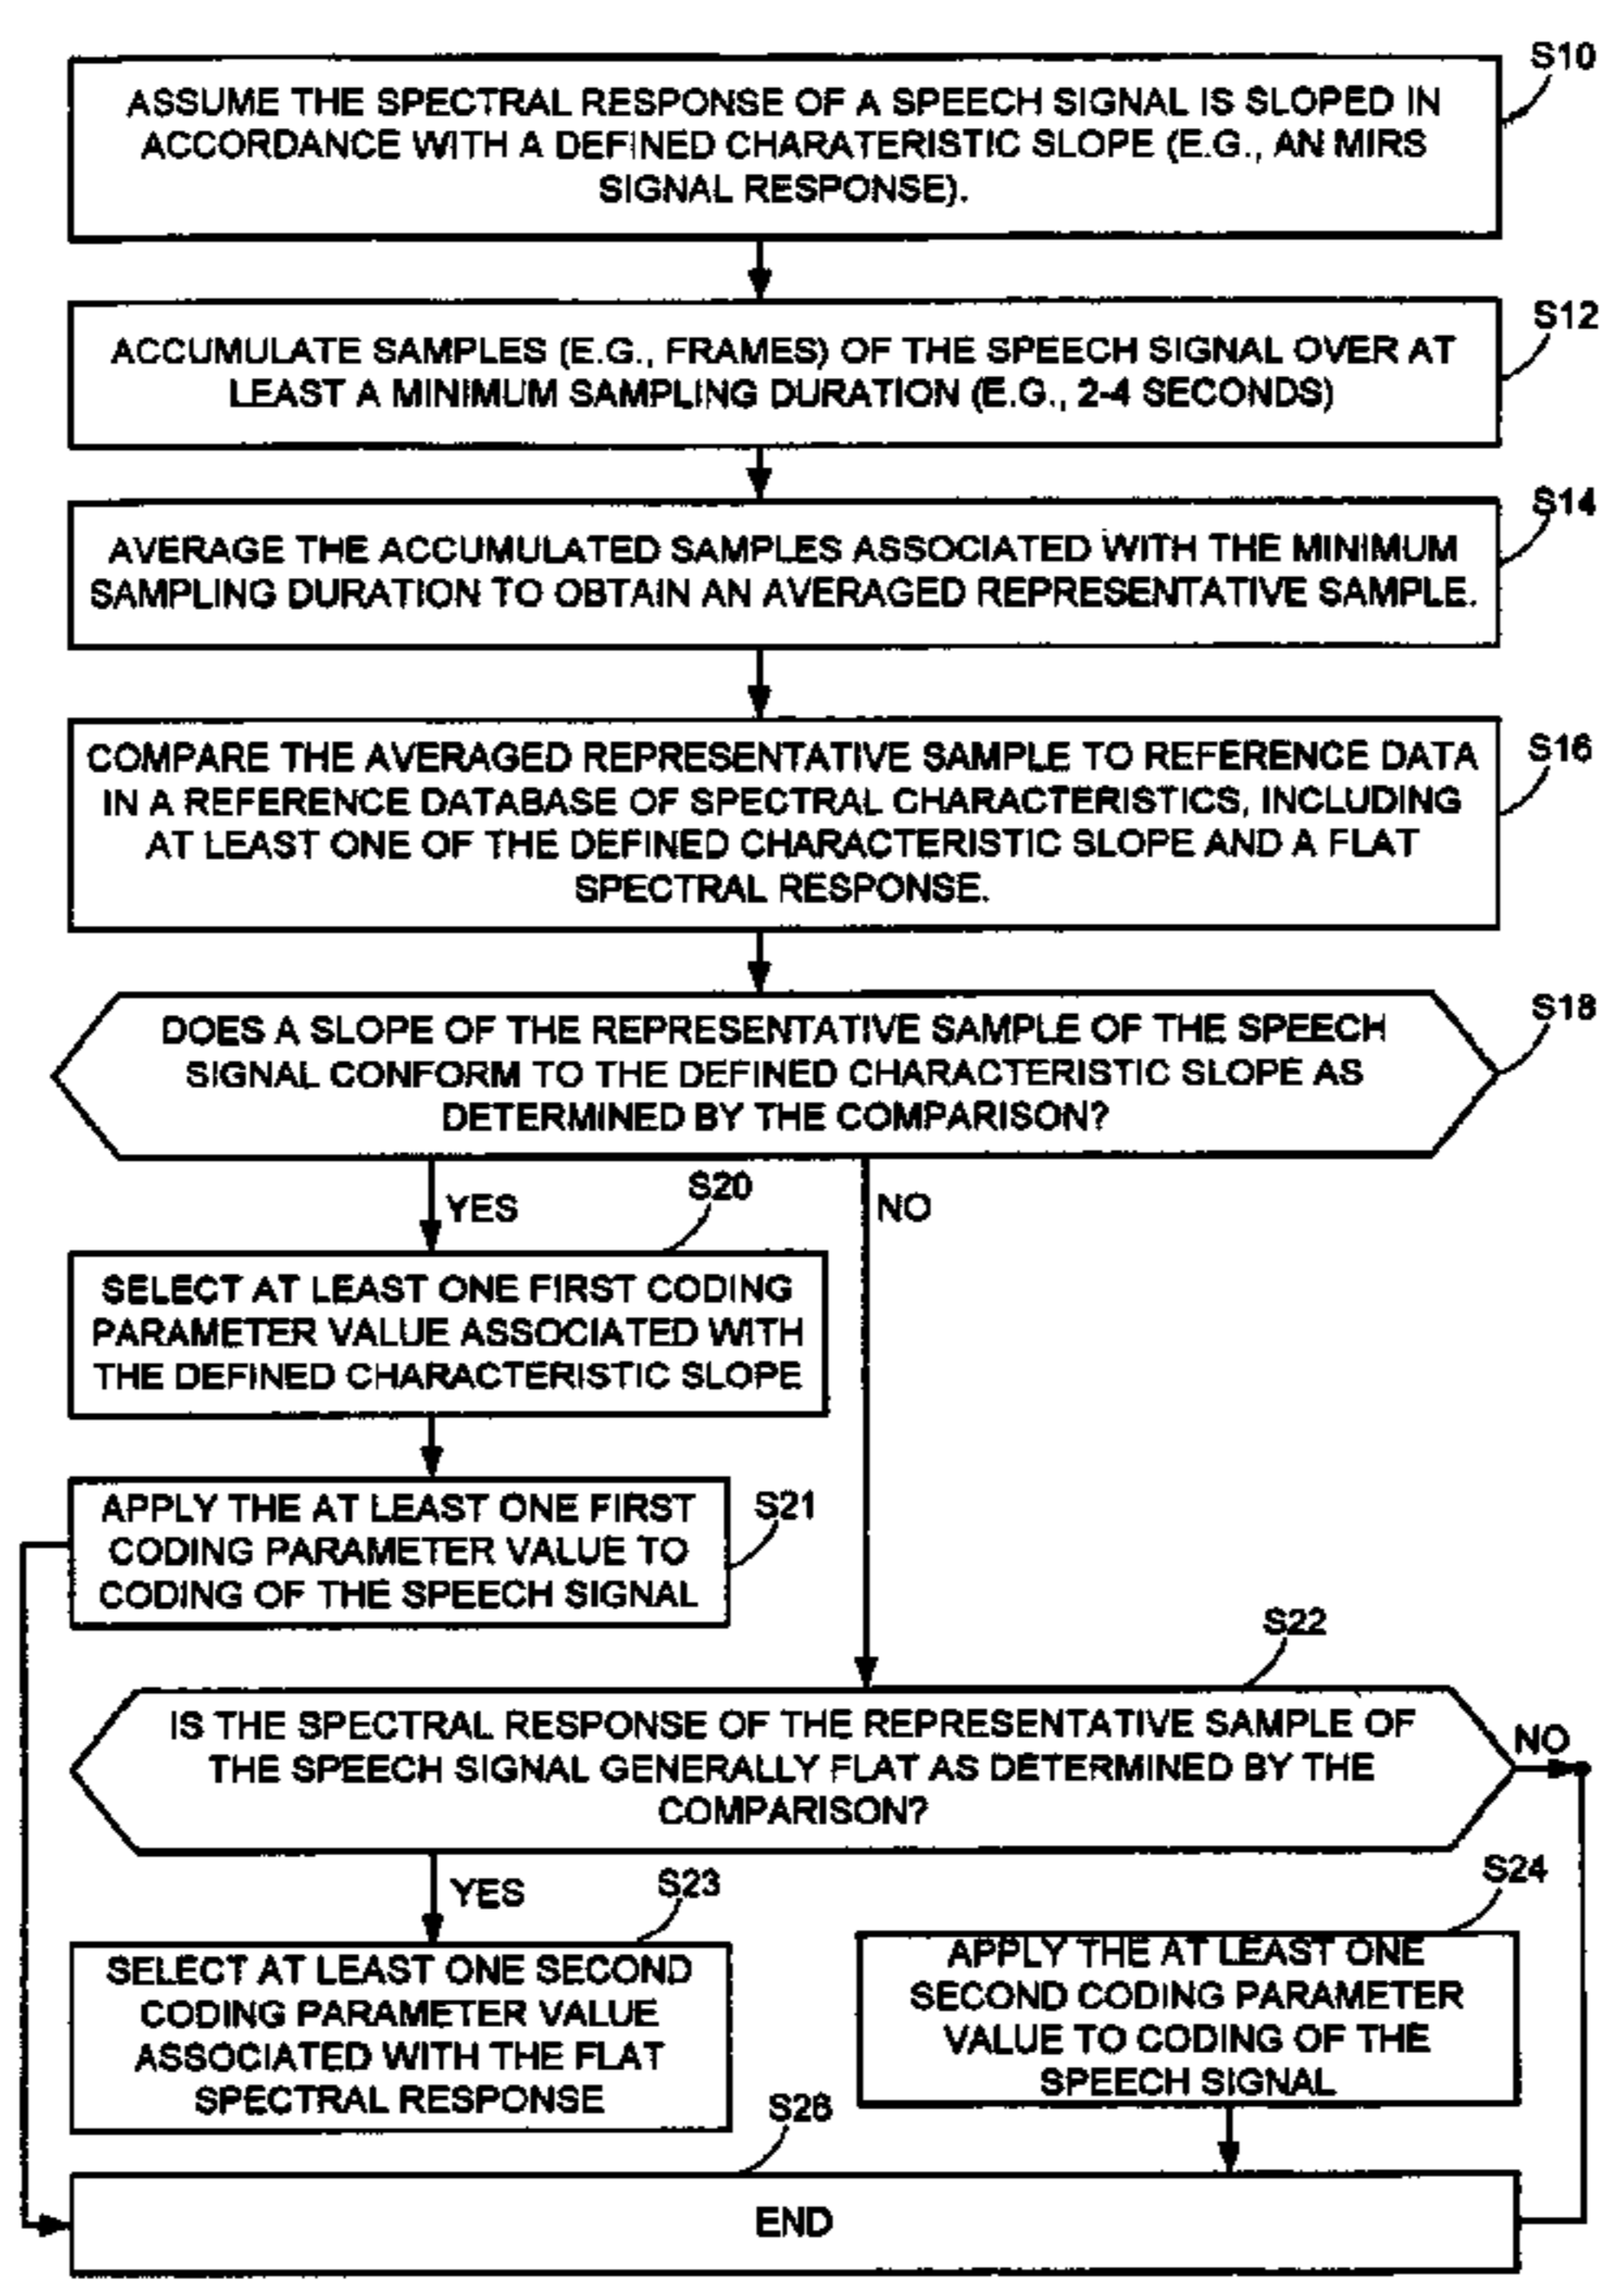 S10
ASSUME THE SPECTRAL RESPONSE OF A SPEECH SIGNAL IS SLOPED IN
ACCORDANCE WITH A DEFINED CHARATERISTIC SLOPE (E.G., AN MIRS
SIGNAL RESPONSE).
S12
ACCUMULATE SAMPLES (E.G., FRAMES) OF THE SPEECH SIGNAL OVER AT
LEAST A MINIMUM SAMPLING DURATION (E.G., 2-4 SECONDS)
S14
AVERAGE THE ACCUMULATED SAMPLES ASSOCIATED WITH THE MINIMUM
SAMPLING DURATION TO OBTAIN AN AVERAGED REPRESENTATIVE SAMPLE.
S16
COMPARE THE AVERAGED REPRESENTATIVE SAMPLE TO REFERENCE DATA
IN A REFERENCE DATABASE OF SPECTRAL CHARACTERISTICS, INCLUDING
AT LEAST ONE OF THE DEFINED CHARACTERISTIC SLOPE AND A FLAT
SPECTRAL RESPONSE.
S18
DOES A SLOPE OF THE REPRESENTATIVE SAMPLE OF THE SPEECH
SIGNAL CONFORM TO THE DEFINED CHARACTERISTIC SLOPE AS
DETERMINED BY THE COMPARISON?
YES
S20
NO
SELECT AT LEAST ONE FIRST CODING
PARAMETER VALUE ASSOCIATED WITH
THE DEFINED CHARACTERISTIC SLOPE
S21
APPLY THE AT LEAST ONE FIRST
CODING PARAMETER VALUE TO
CODING OF THE SPEECH SIGNAL
S22
IS THE SPECTRAL RESPONSE OF THE REPRESENTATIVE SAMPLE OF
THE SPEECH SIGNAL GENERALLY FLAT AS DETERMINED BY THE
COMPARISON?
NO
YES
S23
S24
SELECT AT LEAST ONE SECOND
CODING PARAMETER VALUE
ASSOCIATED WITH THE FLAT
SPECTRAL RESPONSE
APPLY THE AT LEAST ONE
SECOND CODING PARAMETER
VALUE TO CODING OF THE
SPEECH SIGNAL
S26
END